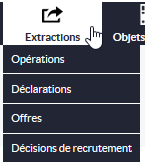 Extractions
Objets
Opérations
Déclarations
Offres
Décisions de recrutement